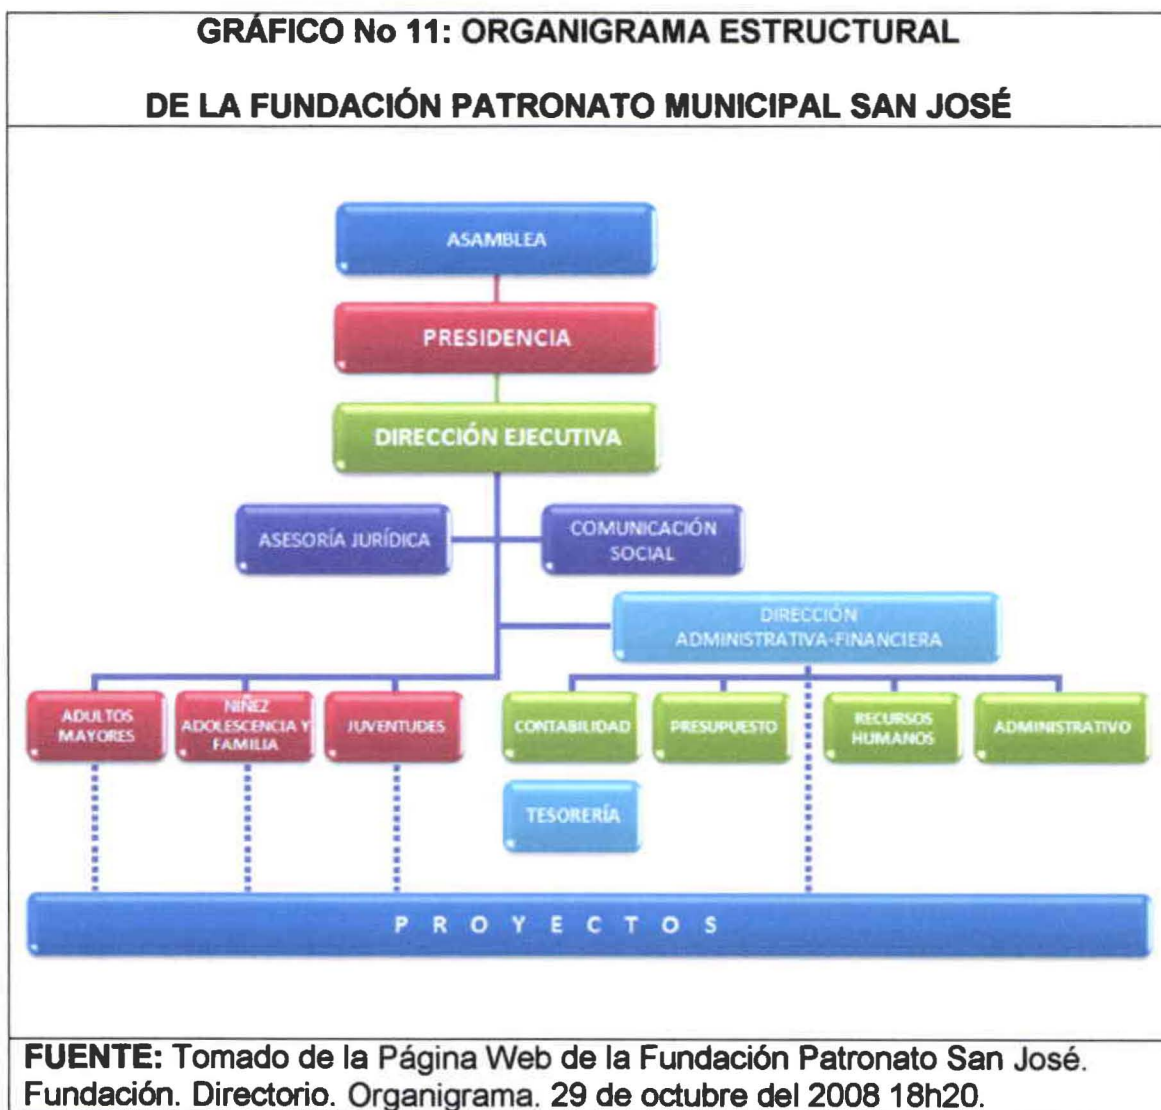 GRÁFICO No 11: ORGANIGRAMA ESTRUCTURAL
DE LA FUNDACIÓN PATRONATO MUNICIPAL SAN JOSÉ
ASAMBLEA
PRESIDENCIA
DIRECCIÓN EJECUTIVA
ASESORÍA JURÍDICA
COMUNICACIÓN
SOCIAL
DIRECCIÓN
ADMINISTRATIVA-FINANCIERA
ADULTOS
MAYORES
NIÑEZ
ADOLESCENCIA Y
FAMILIA
JUVENTUDES
CONTABILIDAD
PRESUPUESTO
RECURSOS
HUMANOS
ADMINISTRATIVO
TESORERÍA
P R O Y E C T O S
FUENTE: Tomado de la Página Web de la Fundación Patronato San José.
Fundación. Directorio. Organigrama. 29 de octubre del 2008 18h20.